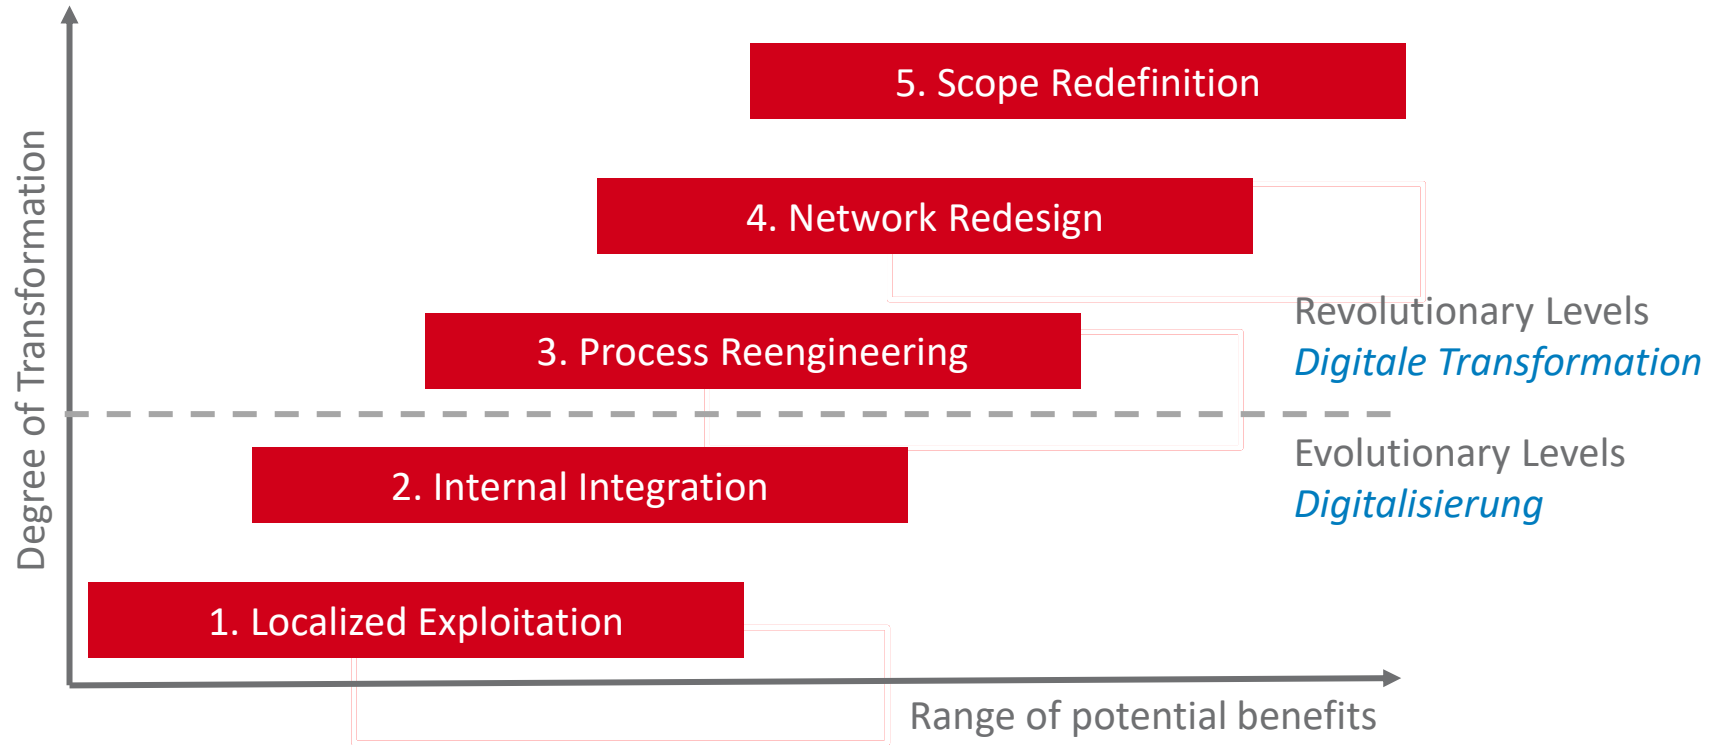 Degree of Transformation
5. Scope Redefinition
4. Network Redesign
3. Process Reengineering
Revolutionary Levels
Digitale Transformation
Evolutionary Levels
Digitalisierung
2. Internal Integration
1. Localized Exploitation
Range of potential benefits